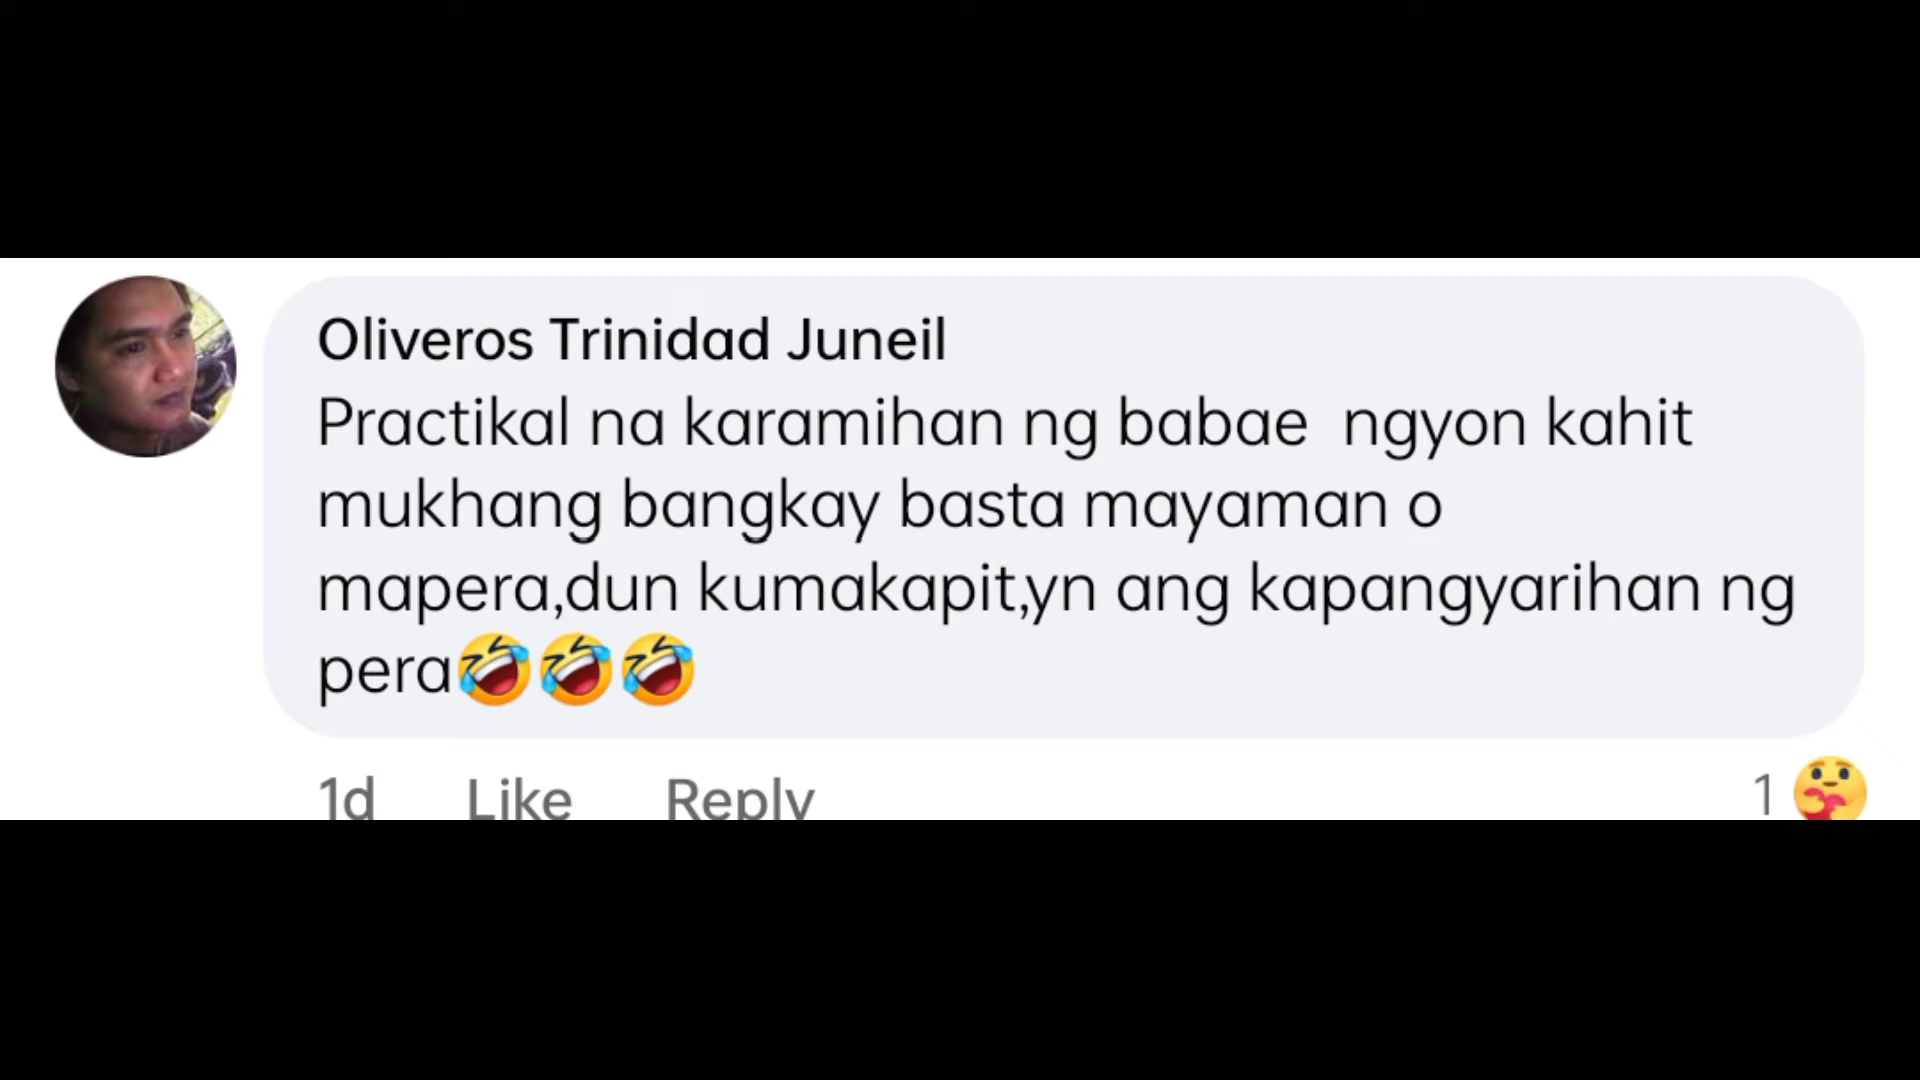 Oliveros Trinidad Juneil
Practikal na karamihan ng babae  ngyon kahit
mukhang bangkay basta mayaman o
mapera,dun kumakapit,yn ang kapangyarihan ng
pera🤣🤣🤣
1d Like Reply 1